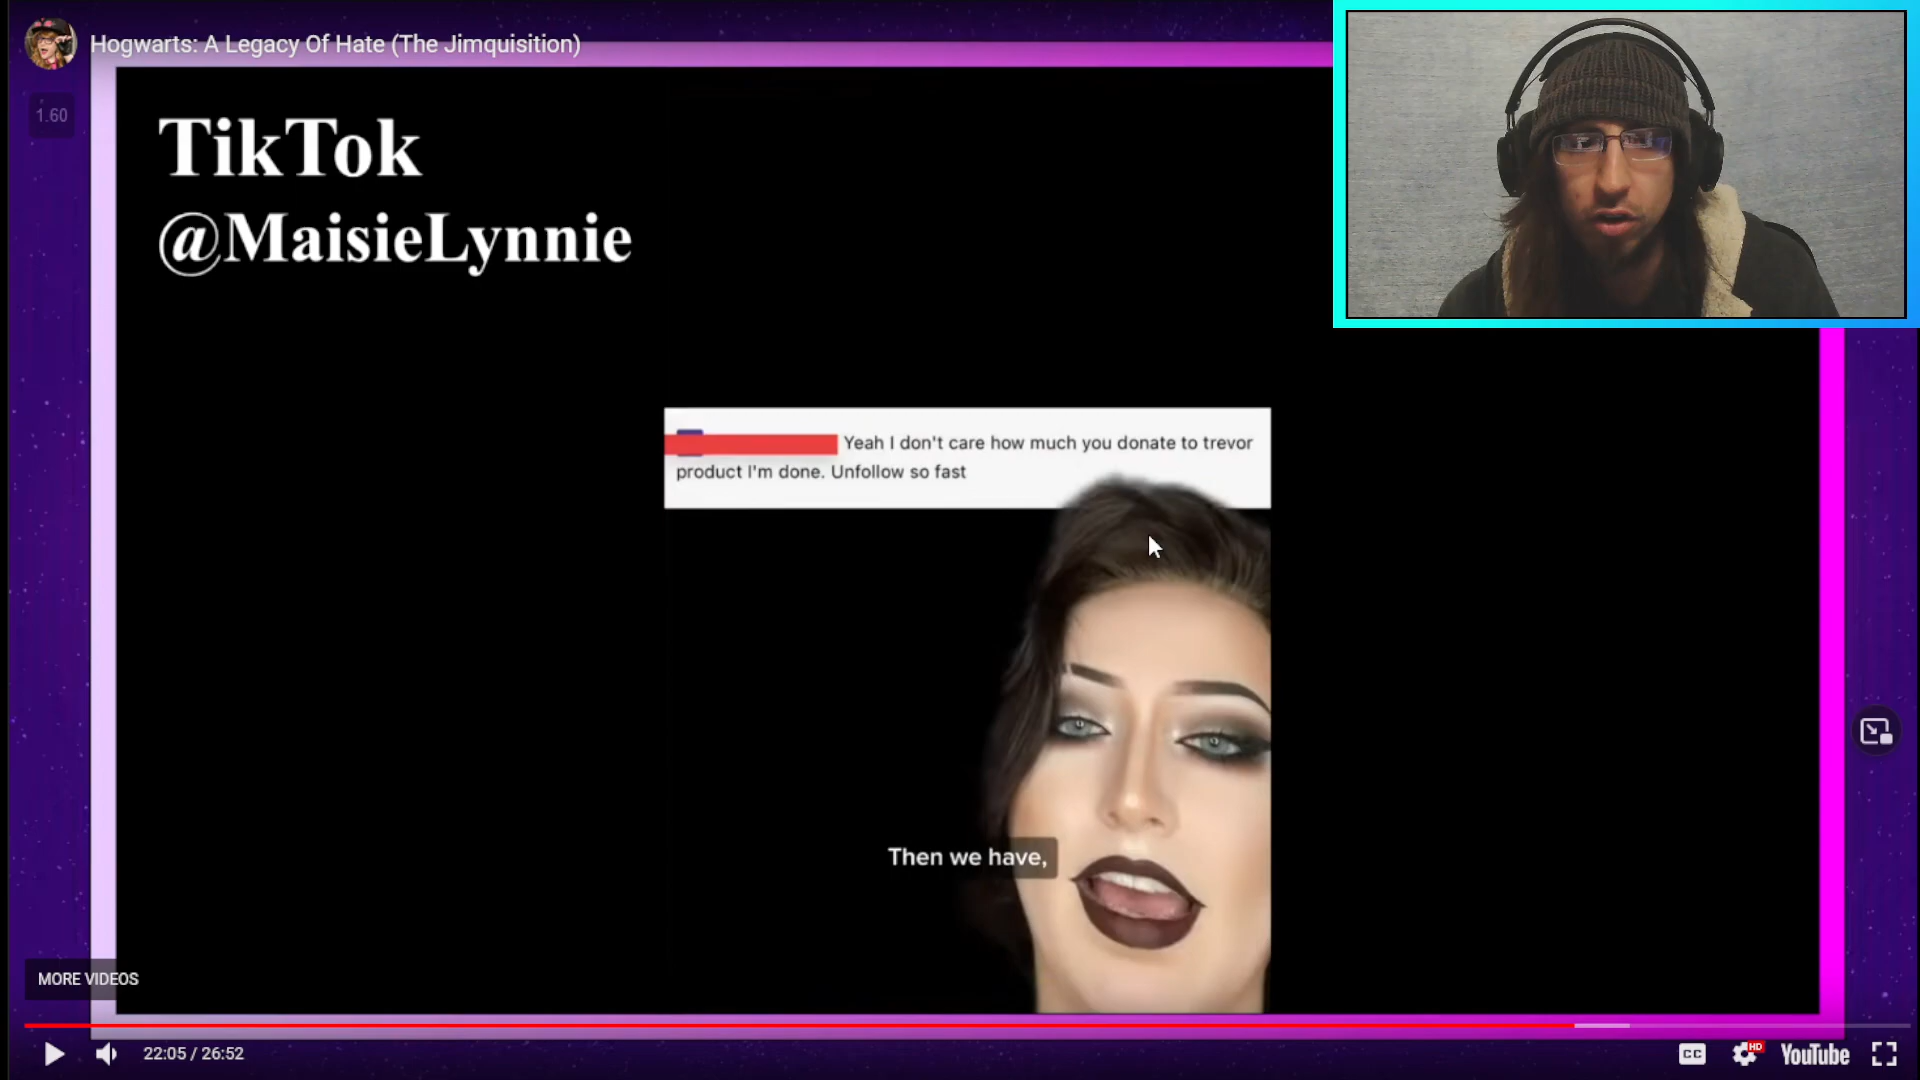 Hogwarts: A Legacy Of Hate (The Jimquisition)
1.60
TikTok
@MaisieLynnie
Yeah I don't care how much you donate to trevor
product I'm done. Unfollow so fast
Then we have,
MORE VIDEOS
22:05 / 26:52
CC
HD
YouTube